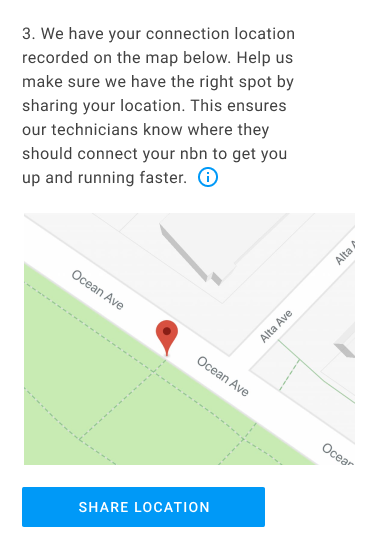 3. We have your connection location
recorded on the map below. Help us
make sure we have the right spot by
sharing your location. This ensures
our technicians know where they
should connect your nbn to get you
up and running faster.
Ocean Ave
Alta A
Alta Ave
Ocean Ave
Ocea
SHARE LOCATION